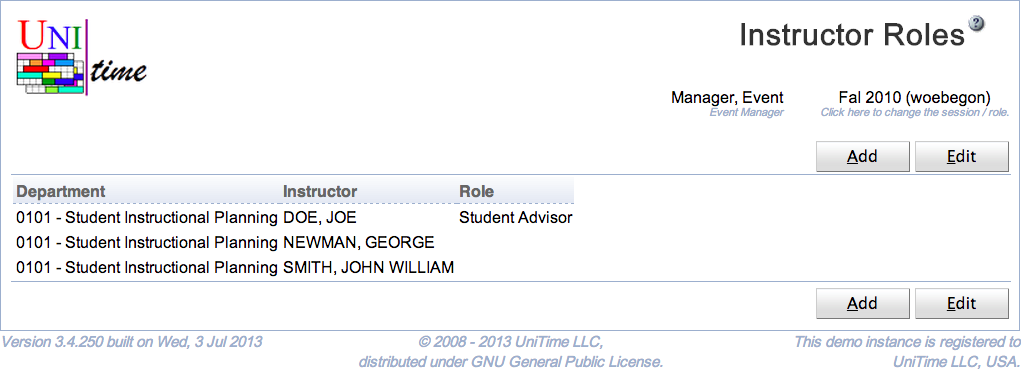 UNI
time
Instructor Roles
?
Manager, Event
Fal 2010 (woebegon)
Event Manager
Click here to change the session / role.
Add Edit
Department Instructor Role
0101 - Student Instructional Planning DOE, JOE Student Advisor
0101 - Student Instructional Planning NEWMAN, GEORGE
0101 - Student Instructional Planning SMITH, JOHN WILLIAM
Add Edit
Version 3.4.250 built on Wed, 3 Jul 2013
© 2008 - 2013 UniTime LLC,
distributed under GNU General Public License.
This demo instance is registered to
UniTime LLC, USA.